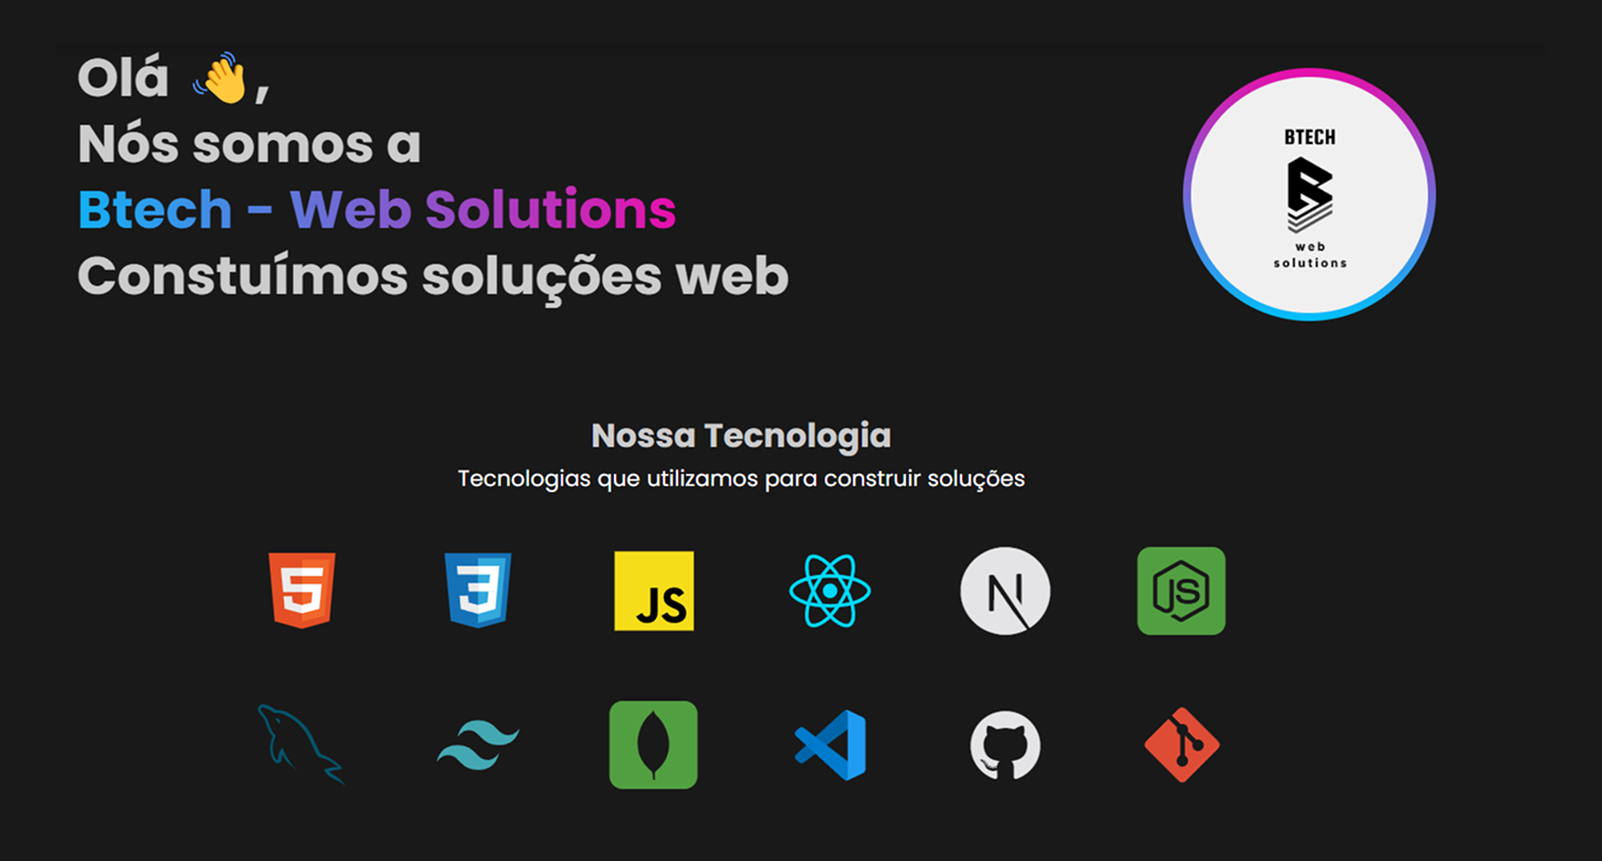 Olá 👋,
Nós somos a
Btech - Web Solutions
Constuímos soluções web
BTECH
web
solutions
Nossa Tecnologia
Tecnologias que utilizamos para construir soluções
5
3
JS
N
JS